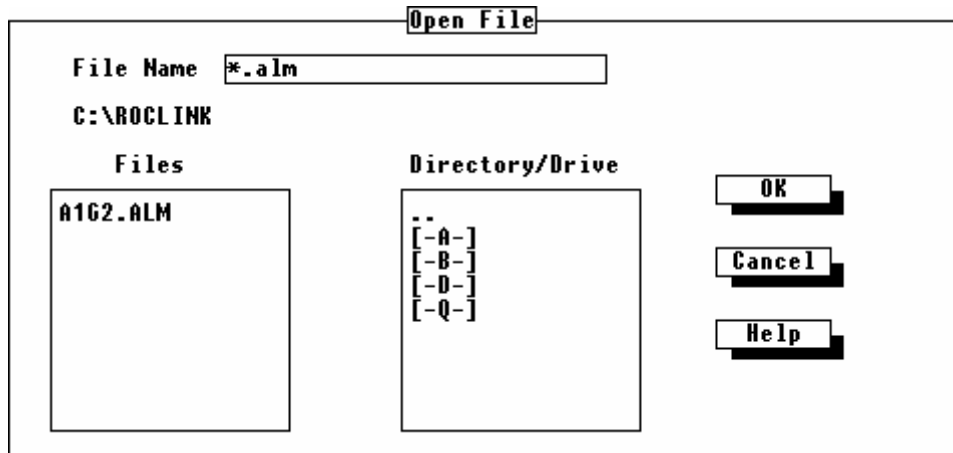 Open File
File Name *.alm
C:\ROCLINK
Files
A1G2.ALM
Directory/Drive
..
[-A-]
[-B-]
[-D-]
[-Q-]
OK
Cancel
Help